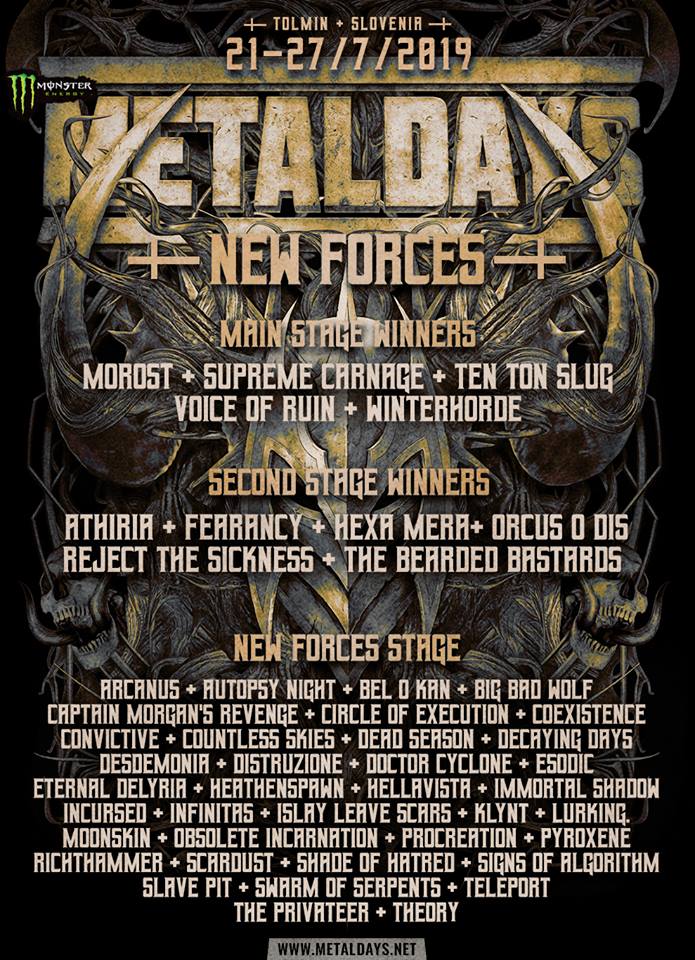 TOLMIN + SLOVENIA
21-27/7/2019
MONSTER
ENERGY
METALDAYS
NEW FORCES
MAIN STAGE WINNERS
MOROST + SUPREME CARNAGE + TEN TON SLUG
VOICE OF RUIN + WINTERHORDE
SECOND STAGE WINNERS
ATHIRIA + FEARANCY + HEXA MERA+ ORCUS O DIS
REJECT THE SICKNESS + THE BEARDED BASTARDS
NEW FORCES STAGE
ARCANUS + AUTOPSY NIGHT + BEL O KAN + BIG BAD WOLF
CAPTAIN MORGAN'S REVENGE + CIRCLE OF EXECUTION + COEXISTENCE
CONVICTIVE + COUNTLESS SKIES + DEAD SEASON + DECAYING DAYS
DESDEMONIA + DISTRUZIONE + DOCTOR CYCLONE + ESODIC
ETERNAL DELYRIA + HEATHENSPAWN + HELLAVISTA + IMMORTAL SHADOW
INCURSED + INFINITAS + ISLAY LEAVE SCARS + KLYNT + LURKING.
MOONSKIN + OBSOLETE INCARNATION + PROCREATION + PYROXENE
RICHTHAMMER + SCARDUST + SHADE OF HATRED + SIGNS OF ALGORITHM
SLAVE PIT + SWARM OF SERPENTS + TELEPORT
THE PRIVATEER + THEORY
WWW.METALDAYS.NET